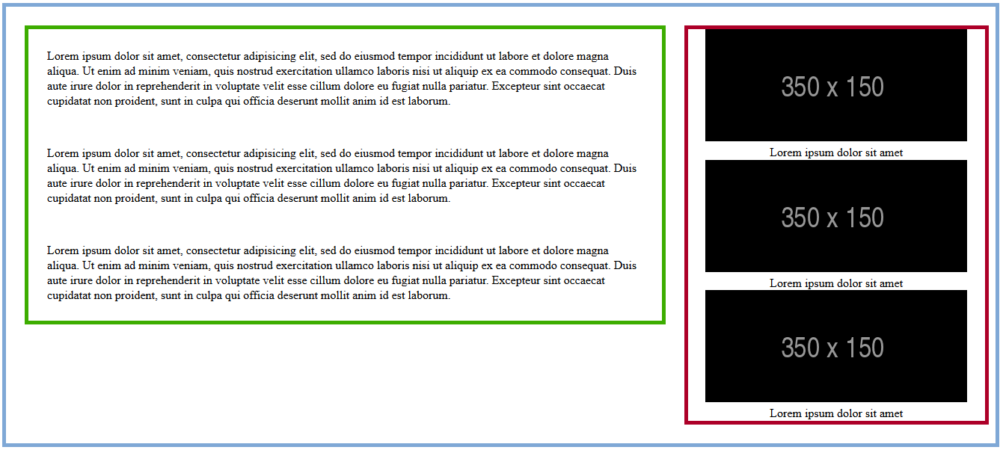 Lorem ipsum dolor sit amet, consectetur adipisicing elit, sed do eiusmod tempor incididunt ut labore et dolore magna
aliqua. Ut enim ad minim veniam, quis nostrud exercitation ullamco laboris nisi ut aliquip ex ea commodo consequat. Duis
aute irure dolor in reprehenderit in voluptate velit esse cillum dolore eu fugiat nulla pariatur. Excepteur sint occaecat
cupidatat non proident, sunt in culpa qui officia deserunt mollit anim id est laborum.
Lorem ipsum dolor sit amet, consectetur adipisicing elit, sed do eiusmod tempor incididunt ut labore et dolore magna
aliqua. Ut enim ad minim veniam, quis nostrud exercitation ullamco laboris nisi ut aliquip ex ea commodo consequat. Duis
aute irure dolor in reprehenderit in voluptate velit esse cillum dolore eu fugiat nulla pariatur. Excepteur sint occaecat
cupidatat non proident, sunt in culpa qui officia deserunt mollit anim id est laborum.
Lorem ipsum dolor sit amet, consectetur adipisicing elit, sed do eiusmod tempor incididunt ut labore et dolore magna
aliqua. Ut enim ad minim veniam, quis nostrud exercitation ullamco laboris nisi ut aliquip ex ea commodo consequat. Duis
aute irure dolor in reprehenderit in voluptate velit esse cillum dolore eu fugiat nulla pariatur. Excepteur sint occaecat
cupidatat non proident, sunt in culpa qui officia deserunt mollit anim id est laborum.
350 x 150
Lorem ipsum dolor sit amet
350 x 150
Lorem ipsum dolor sit amet
350 x 150
Lorem ipsum dolor sit amet